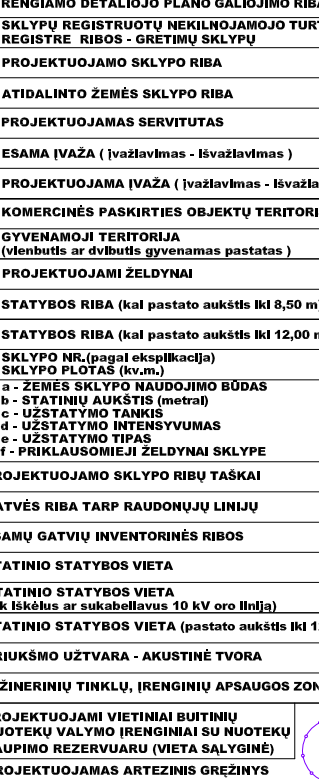 RENGIAMO DETALIOJO PLANO GALIOJIMO RIBA
SKLYPŲ REGISTRUOTŲ NEKILNOJAMOJO TURT
REGISTRE RIBOS - GRETIMŲ SKLYPŲ
PROJEKTUOJAMO SKLYPO RIBA
ATIDALINTO ŽEMĖS SKLYPO RIBA
PROJEKTUOJAMAS SERVITUTAS
ESAMA ĮVAŽA ( įvažiavimas - išvažiavimas )
PROJEKTUOJAMA ĮVAŽA ( įvažiavimas - išvažia
KOMERCINĖS PASKIRTIES OBJEKTŲ TERITORI
GYVENAMOJI TERITORIJA
(vienbutis ar dvibutis gyvenamas pastatas )
PROJEKTUOJAMI ŽELDYNAI
STATYBOS RIBA (kai pastato aukštis iki 8,50 m)
STATYBOS RIBA (kai pastato aukštis iki 12,00 m
SKLYPO NR.(pagal eksplikacija)
SKLYPO PLOTAS (kv.m.)
a - ŽEMĖS SKLYPO NAUDOJIMO BŪDAS
b - STATINIŲ AUKŠTIS (metrai)
c - UŽSTATYMO TANKIS
d - UŽSTATYMO INTENSYVUMAS
e - UŽSTATYMO TIPAS
f - PRIKLAUSOMIEJI ŽELDYNAI SKLYPE
ROJEKTUOJAMO SKLYPO RIBŲ TAŠKAI
ATVĖS RIBA TARP RAUDONŲJŲ LINIJŲ
SAMŲ GATVIŲ INVENTORINĖS RIBOS
TATINIO STATYBOS VIETA
TATINIO STATYBOS VIETA
k iškėlus ar sukabeliavus 10 kV oro liniją)
TATINIO STATYBOS VIETA (pastato aukštis iki 1
RIUKŠMO UŽTVARA - AKUSTINĖ TVORA
ŽINERINIŲ TINKLŲ, ĮRENGINIŲ APSAUGOS ZON
ROJEKTUOJAMI VIETINIAI BUITINIŲ
UOTEKŲ VALYMO ĮRENGINIAI SU NUOTEKŲ
AUPIMO REZERVUARU (VIETA SĄLYGINĖ)
ROJEKTUOJAMAS ARTEZINIS GRĘŽINYS